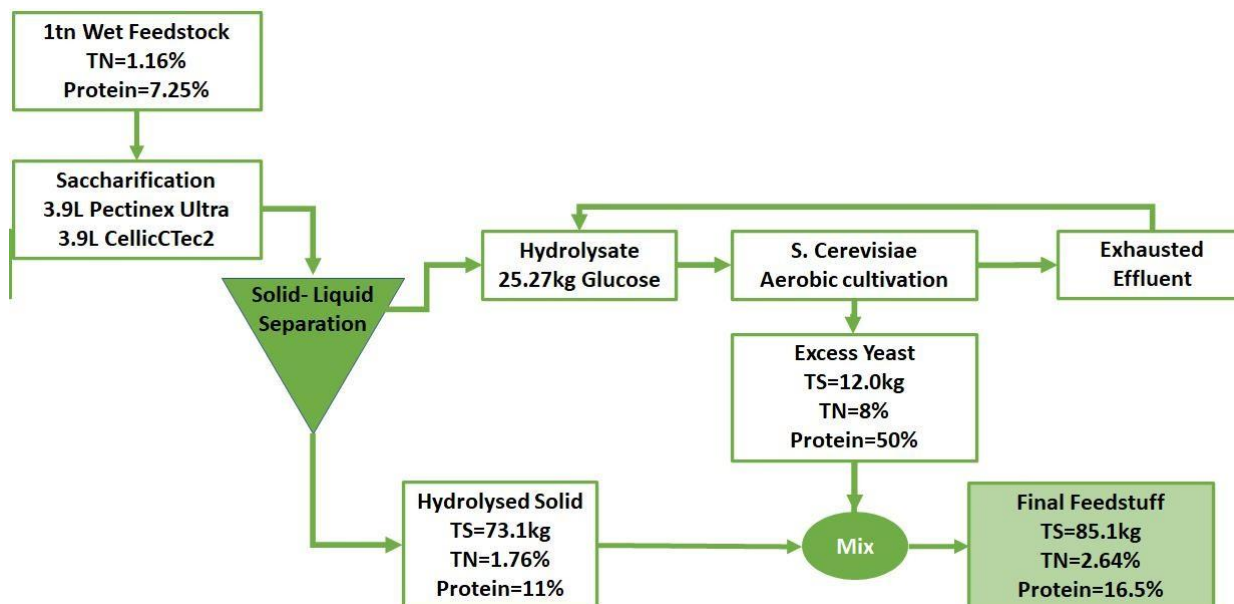 1tn Wet Feedstock
TN=1.16%
Protein=7.25%
Saccharification
3.9L Pectinex Ultra
3.9L CellicCTec2
Solid- Liquid
Separation
Hydrolysate
25.27kg Glucose
S. Cerevisiae
Aerobic cultivation
Exhausted
Effluent
Excess Yeast
TS=12.0kg
TN=8%
Protein=50%
Hydrolysed Solid
TS=73.1kg
TN=1.76%
Protein=11%
Mix
Final Feedstuff
TS=85.1kg
TN=2.64%
Protein=16.5%